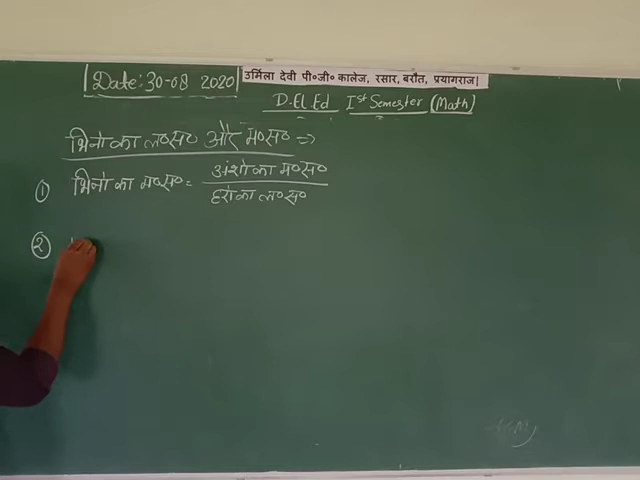 Date: 30-08 2020
उर्मिला देवी पी०जी० कालेज, रसार, बरौत, प्रयागराज।
D.El.Ed Ist Semester (Math)
भिन्नो का ल०स० और म०स० ⇒
① भिन्नो का म०स० = अंशो का म०स०
हरो का ल०स०
②